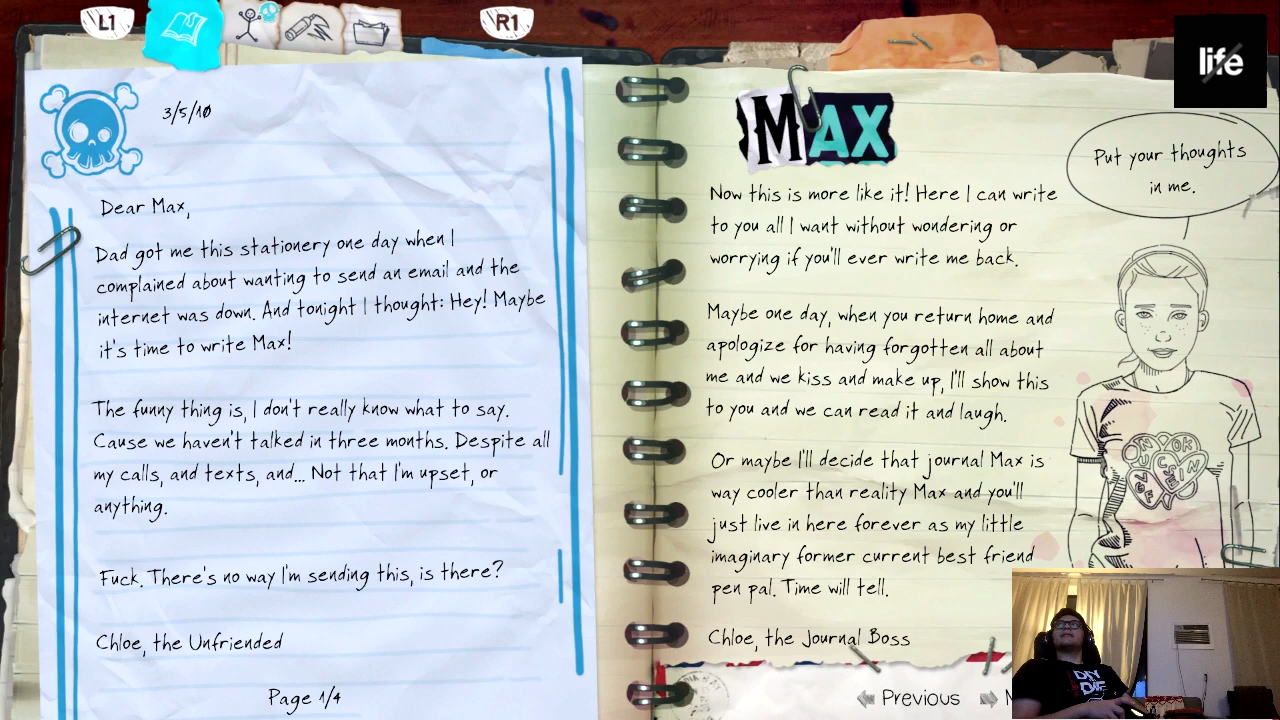 L1
R1
life
3/5/10
Dear Max,
Dad got me this stationery one day when I
complained about wanting to send an email and the
internet was down. And tonight I thought: Hey! Maybe
it's time to write Max!
The funny thing is, I don't really know what to say.
Cause we haven't talked in three months. Despite all
my calls, and texts, and... Not that I'm upset, or
anything.
Fuck. There's no way I'm sending this, is there?
Chloe, the Unfriended
Page 1/4
MAX
Now this is more like it! Here I can write
to you all I want without wondering or
worrying if you'll ever write me back.
Maybe one day, when you return home and
apologize for having forgotten all about
me and we kiss and make up, I'll show this
to you and we can read it and laugh.
Or maybe I'll decide that journal Max is
way cooler than reality Max and you'll
just live in here forever as my little
imaginary former current best friend
pen pal. Time will tell.
Chloe, the Journal Boss
Put your thoughts
in me.
Previous